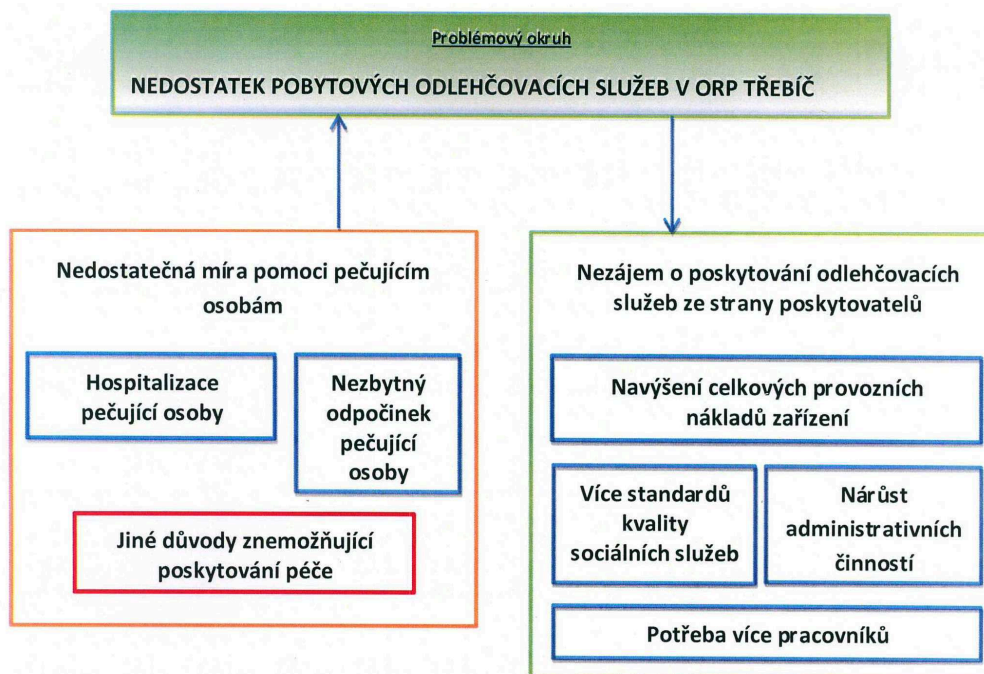 Problémový okruh
NEDOSTATEK POBYTOVÝCH ODLEHČOVACÍCH SLUŽEB V ORP TŘEBÍČ
Nedostatečná míra pomoci pečujícím
osobám
Hospitalizace
pečující osoby
Nezbytný
odpočinek
pečující
osoby
Jiné důvody znemožňující
poskytování péče
Nezájem o poskytování odlehčovacích
služeb ze strany poskytovatelů
Navýšení celkových provozních
nákladů zařízení
Více standardů
kvality
sociálních služeb
Nárůst
administrativních
činností
Potřeba více pracovníků